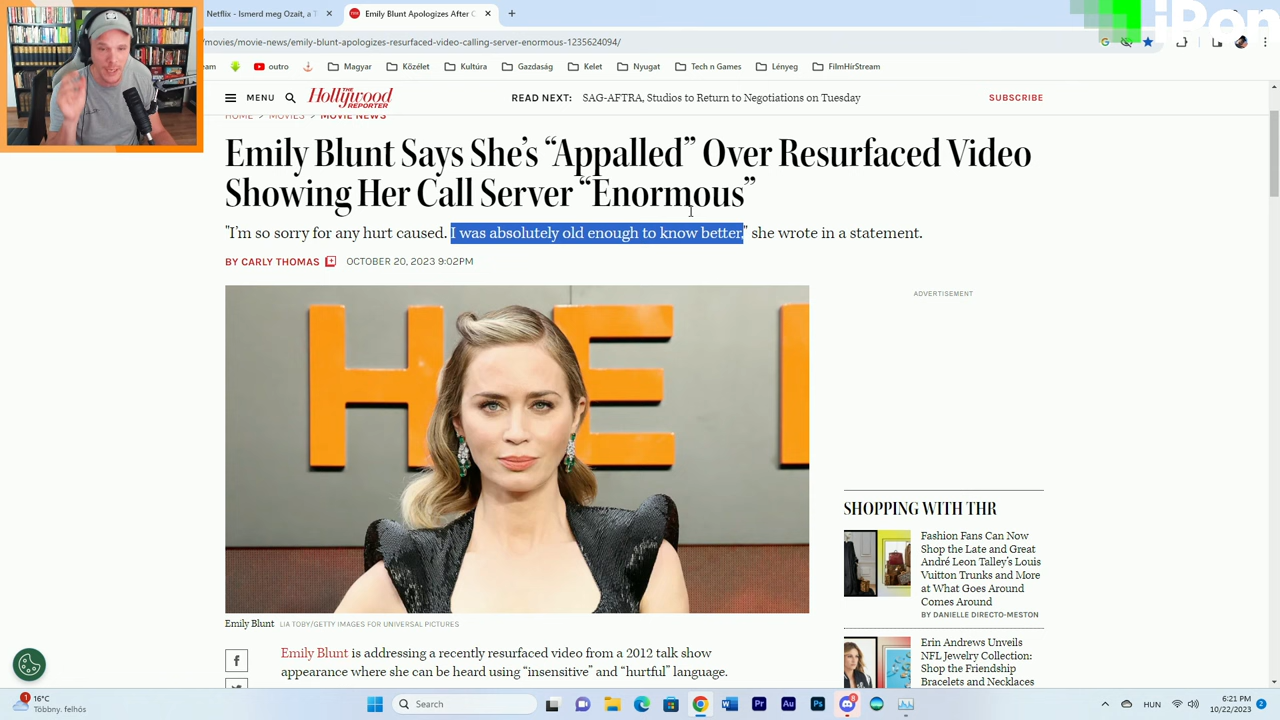 Netflix - Ismerd meg Ozait, a T
Emily Blunt Apologizes After C
/movies/movie-news/emily-blunt-apologizes-resurfaced-video-calling-server-enormous-1235624094/
eam
outro
Magyar
Közélet
Kultúra
Gazdaság
Kelet
Nyugat
Tech n Games
Lényeg
FilmHírStream
MENU
THE
Hollywood
REPORTER
READ NEXT: SAG-AFTRA, Studios to Return to Negotiations on Tuesday
SUBSCRIBE
HOME > MOVIES > MOVIE NEWS
Emily Blunt Says She's “Appalled” Over Resurfaced Video
Showing Her Call Server “Enormous”
"I'm so sorry for any hurt caused. I was absolutely old enough to know better," she wrote in a statement.
BY CARLY THOMAS
OCTOBER 20, 2023 9:02PM
ADVERTISEMENT
Emily Blunt LIA TOBY/GETTY IMAGES FOR UNIVERSAL PICTURES
Emily Blunt is addressing a recently resurfaced video from a 2012 talk show
appearance where she can be heard using “insensitive” and “hurtful” language.
SHOPPING WITH THR
Fashion Fans Can Now
Shop the Late and Great
André Leon Talley's Louis
Vuitton Trunks and More
at What Goes Around
Comes Around
BY DANIELLE DIRECTO-MESTON
Erin Andrews Unveils
NFL Jewelry Collection:
Shop the Friendship
Bracelets and Necklaces
1
16°C
Többny. felhős
Search
HUN
6:21 PM
10/22/2023
2